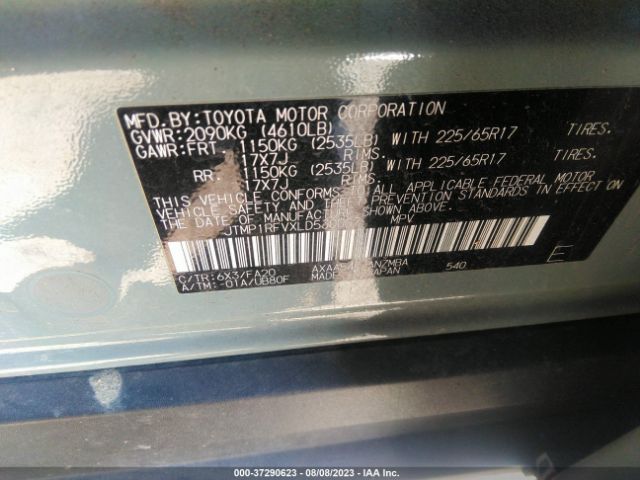 MFD.BY: TOYOTA MOTOR CORPORATION
GVWR: 2090KG (4610LB)
GAWR: FRT. 1150KG (2535LB) WITH 225/65R17 TIRES.
17X7J RIMS.
RR. 1150KG (2535LB) WITH 225/65R17 TIRES.
17X7J RIMS.
THIS VEHICLE CONFORMS TO ALL APPLICABLE FEDERAL MOTOR
VEHICLE SAFETY AND THEFT PREVENTION STANDARDS IN EFFECT ON
THE DATE OF MANUFACTURE SHOWN ABOVE.
MPV
C/TR: 6X3/FA20
A/TM: -01A/UB80F
MADE JAPAN
540
E
000-37290623 - 08/08/2023 - IAA Inc.